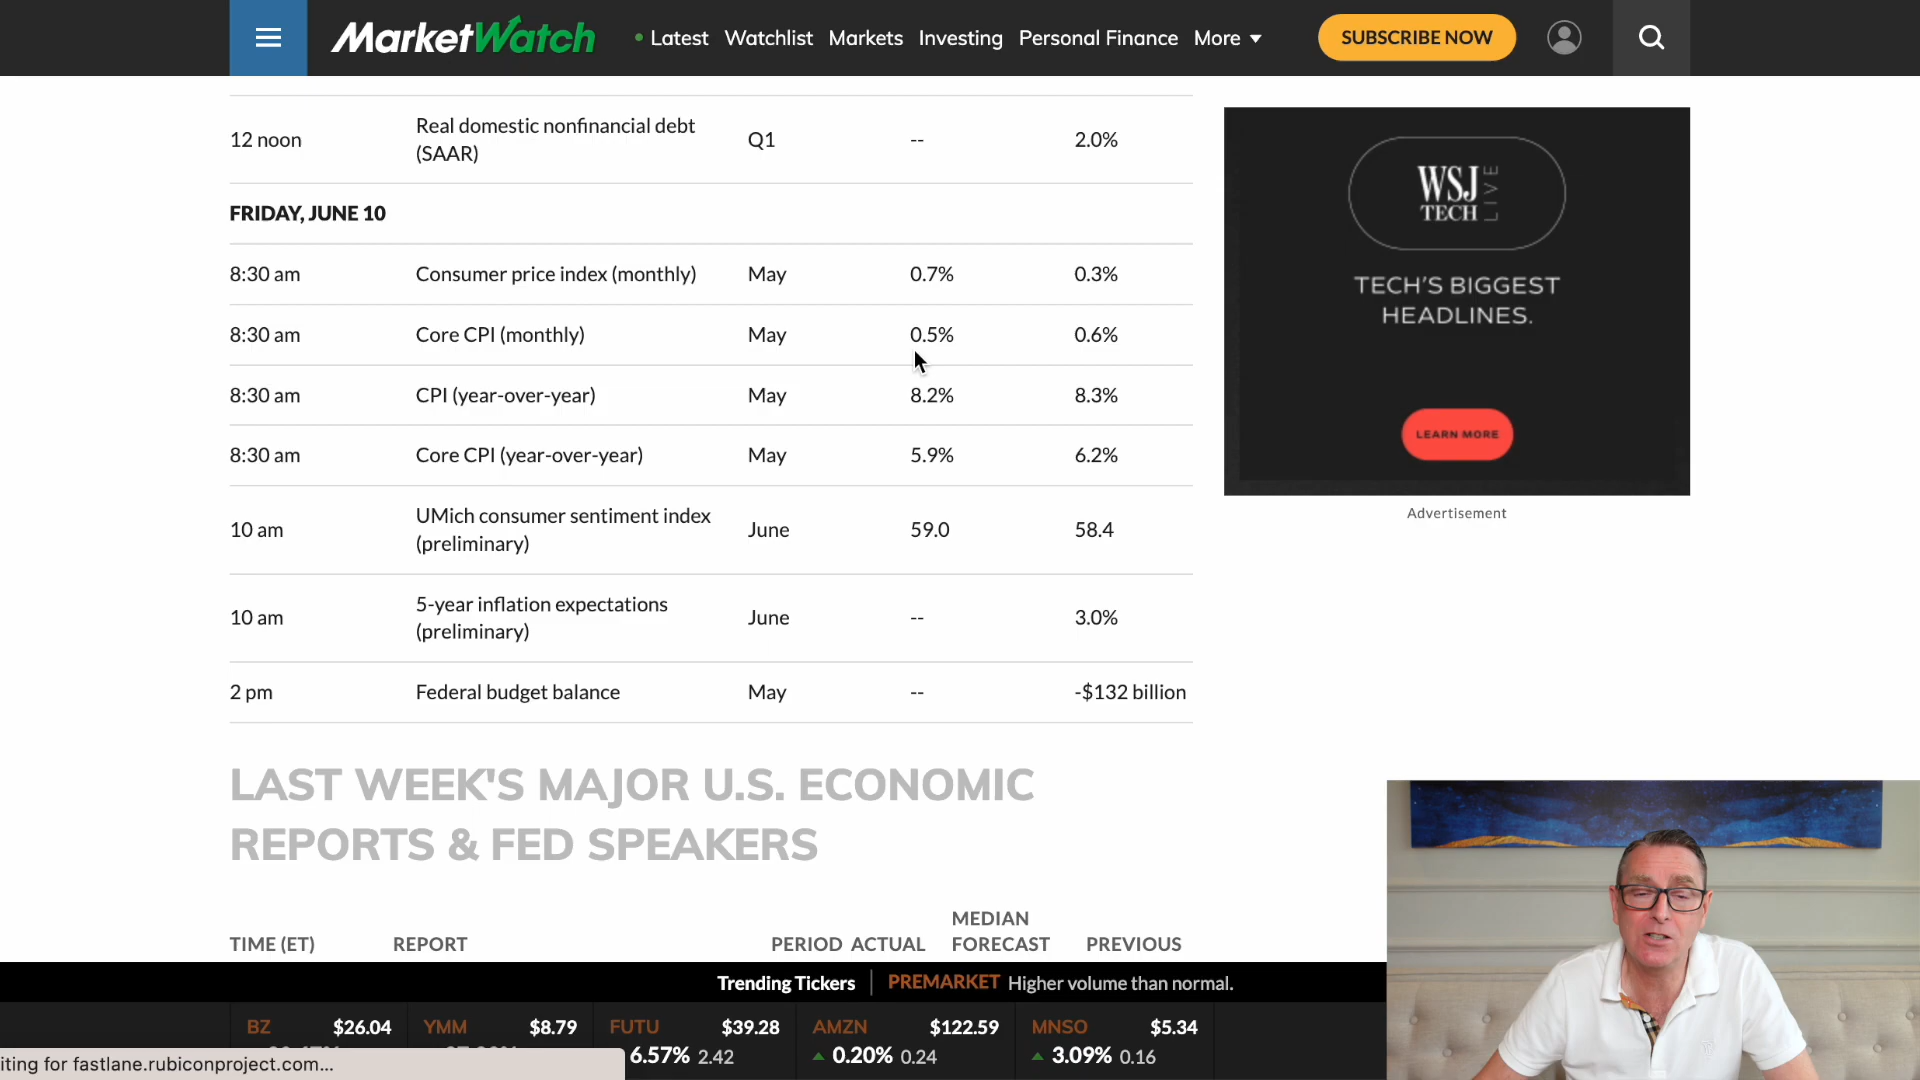 MarketWatch • Latest Watchlist Markets Investing Personal Finance More SUBSCRIBE NOW
12 noon Real domestic nonfinancial debt (SAAR) Q1 -- 2.0%
FRIDAY, JUNE 10
8:30 am Consumer price index (monthly) May 0.7% 0.3%
8:30 am Core CPI (monthly) May 0.5% 0.6%
8:30 am CPI (year-over-year) May 8.2% 8.3%
8:30 am Core CPI (year-over-year) May 5.9% 6.2%
10 am UMich consumer sentiment index (preliminary) June 59.0 58.4
10 am 5-year inflation expectations (preliminary) June -- 3.0%
2 pm Federal budget balance May -- -$132 billion
WSJ
TECH LIVE
TECH'S BIGGEST
HEADLINES.
LEARN MORE
Advertisement
LAST WEEK'S MAJOR U.S. ECONOMIC
REPORTS & FED SPEAKERS
TIME (ET) REPORT PERIOD ACTUAL MEDIAN FORECAST PREVIOUS
Trending Tickers | PREMARKET Higher volume than normal.
BZ $26.04 YMM $8.79 FUTU $39.28 AMZN $122.59 MNSO $5.34
6.57% 2.42 0.20% 0.24 3.09% 0.16
iting for fastlane.rubiconproject.com...